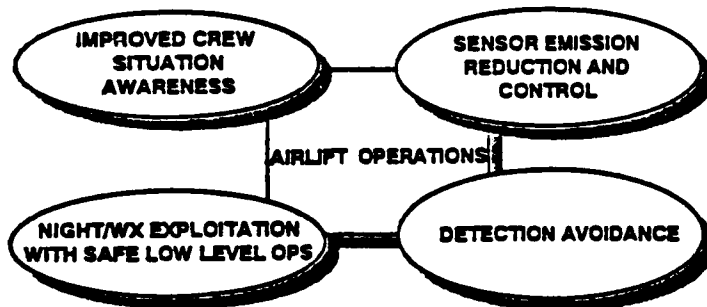 IMPROVED CREW
SITUATION
AWARENESS
SENSOR EMISSION
REDUCTION AND
CONTROL
AIRLIFT OPERATIONS
NIGHT/WX EXPLOITATION
WITH SAFE LOW LEVEL OPS
DETECTION AVOIDANCE